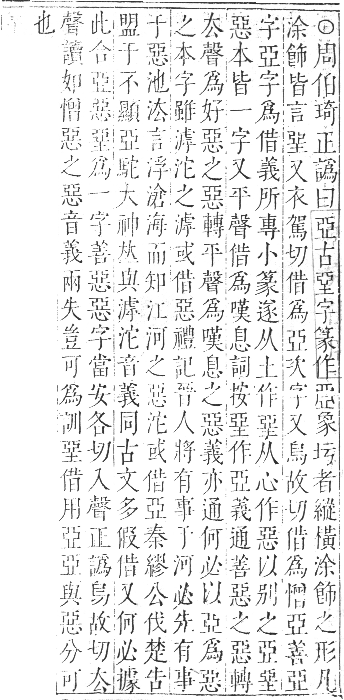 ⊙周伯琦正譌曰亞古堊字篆作亞象圬者縱橫涂飾之形凡
涂飾皆言堊又衣駕切借爲亞次字又烏故切借爲憎亞善亞
字亞字爲借義所專小篆遂从土作堊从心作惡以別之亞堊
惡本皆一字又平聲借爲嘆息詞按堊作亞義通善惡之惡轉
厺聲爲好惡之惡轉平聲爲嘆息之惡義亦通何必以亞爲惡
之本字雖滹沱之滹或借惡禮記晉人將有事于河必先有事
于惡池浤言浮滄海而知江河之惡沱或借亞秦繆公伐楚告
盟于不顯亞駝大神夶與滹沱音義同古文多假借又何必據
此合亞惡堊爲一字善惡惡字當安各切入聲正譌烏故切厺
聲讀如憎惡之惡音義兩失豈可爲訓堊借用亞亞與惡分可
也